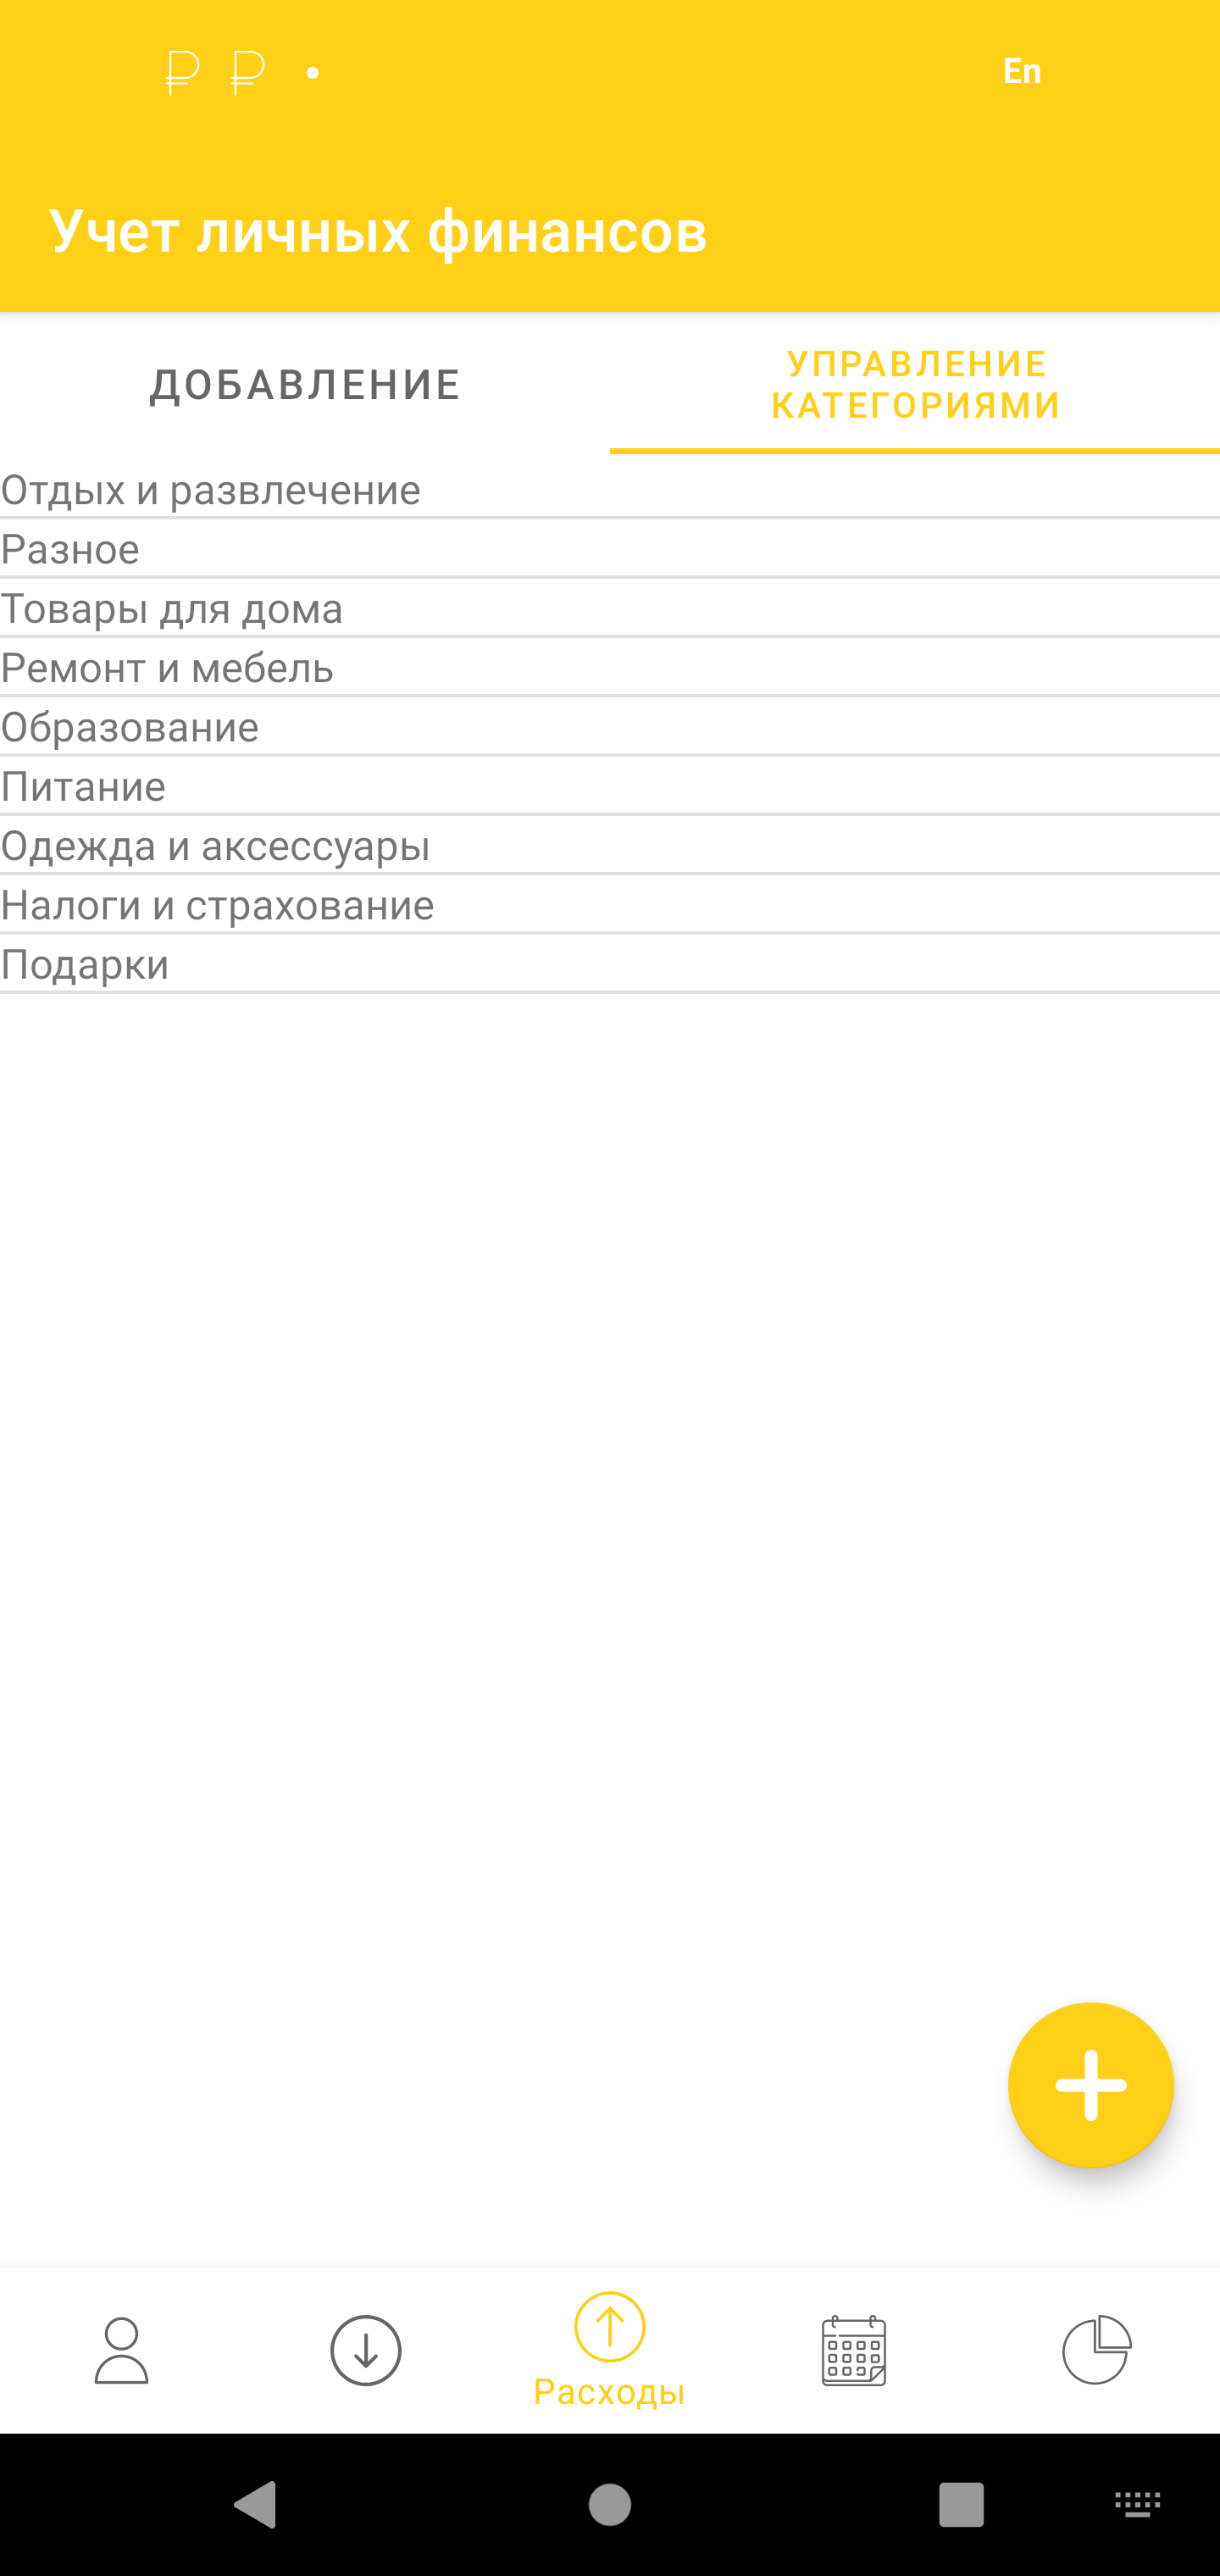 ₽ ₽ • En
Учет личных финансов
ДОБАВЛЕНИЕ
УПРАВЛЕНИЕ
КАТЕГОРИЯМИ
Отдых и развлечение
Разное
Товары для дома
Ремонт и мебель
Образование
Питание
Одежда и аксессуары
Налоги и страхование
Подарки
Расходы